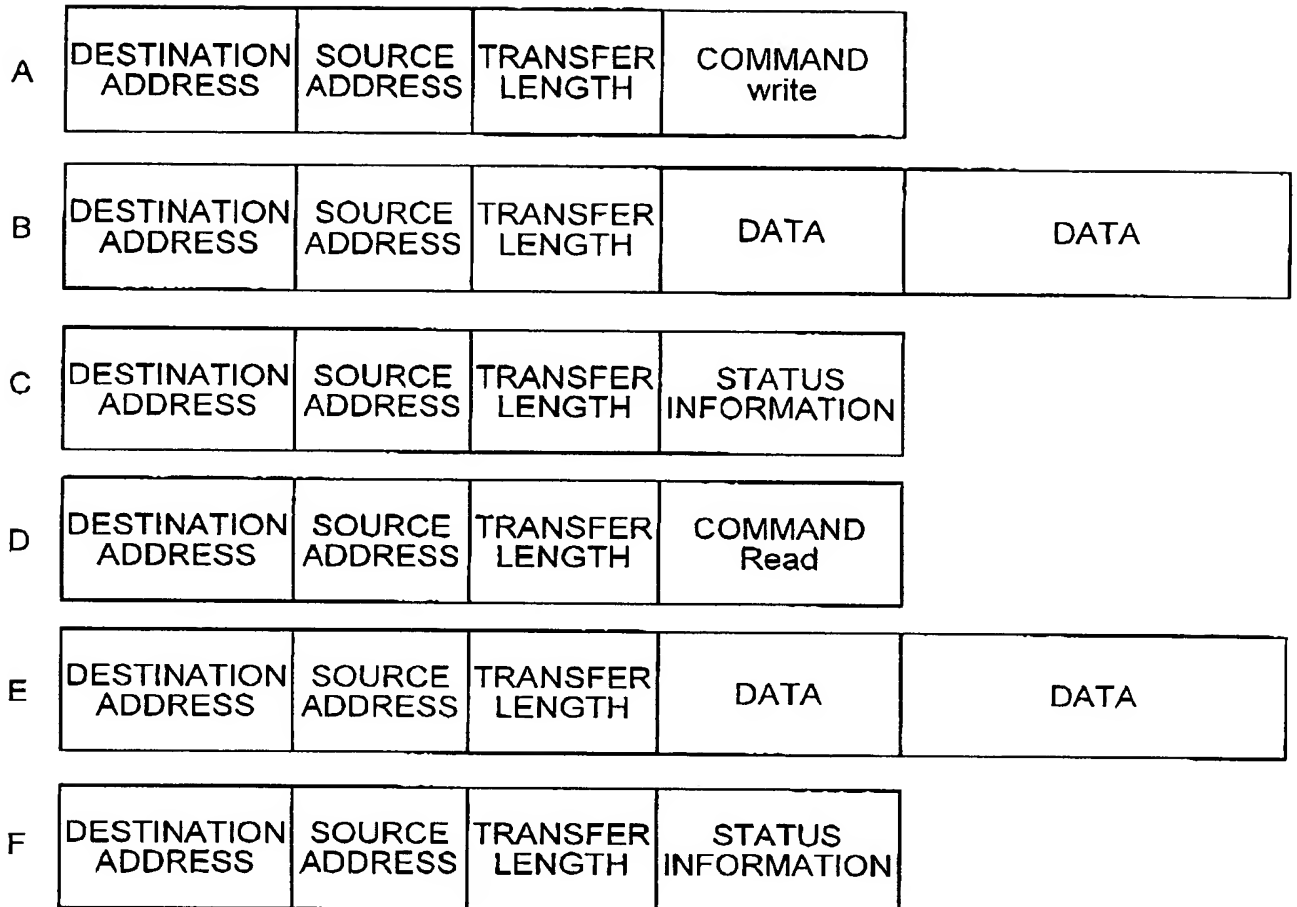 A
DESTINATION ADDRESS
SOURCE ADDRESS
TRANSFER LENGTH
COMMAND write
B
DESTINATION ADDRESS
SOURCE ADDRESS
TRANSFER LENGTH
DATA
DATA
C
DESTINATION ADDRESS
SOURCE ADDRESS
TRANSFER LENGTH
STATUS INFORMATION
D
DESTINATION ADDRESS
SOURCE ADDRESS
TRANSFER LENGTH
COMMAND Read
E
DESTINATION ADDRESS
SOURCE ADDRESS
TRANSFER LENGTH
DATA
DATA
F
DESTINATION ADDRESS
SOURCE ADDRESS
TRANSFER LENGTH
STATUS INFORMATION